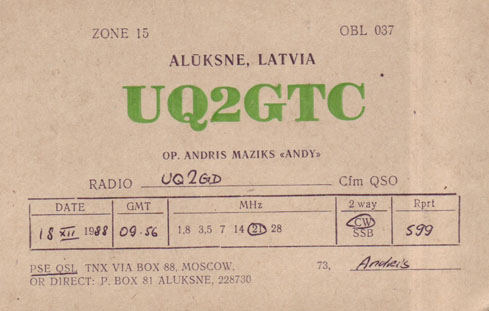 ZONE 15 OBL 037
ALŪKSNE, LATVIA
UQ2GTC
OP. ANDRIS MAZIKS «ANDY»
RADIO UQ2GD Cfm QSO
DATE GMT MHz 2 way Rprt
18 XII 1988 09.56 1,8 3,5 7 14 21 28 CW SSB 599
PSE QSL TNX VIA BOX 88, MOSCOW, 73, Andris
OR DIRECT: P. BOX 81 ALUKSNE, 228730